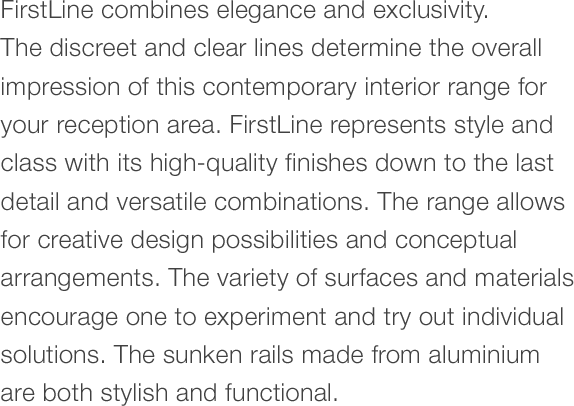 FirstLine combines elegance and exclusivity.
The discreet and clear lines determine the overall
impression of this contemporary interior range for
your reception area. FirstLine represents style and
class with its high-quality finishes down to the last
detail and versatile combinations. The range allows
for creative design possibilities and conceptual
arrangements. The variety of surfaces and materials
encourage one to experiment and try out individual
solutions. The sunken rails made from aluminium
are both stylish and functional.